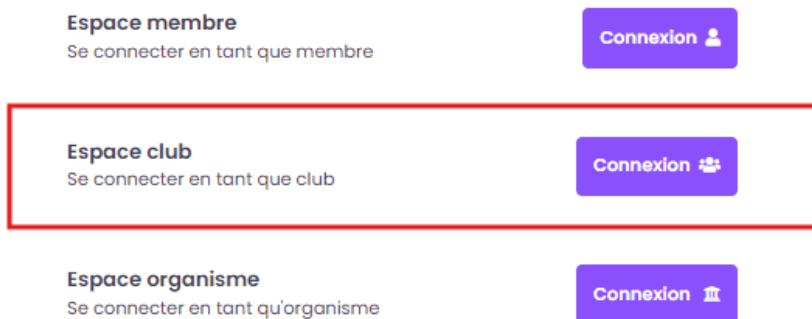 Espace membre
Se connecter en tant que membre
Connexion
Espace club
Se connecter en tant que club
Connexion
Espace organisme
Se connecter en tant qu'organisme
Connexion